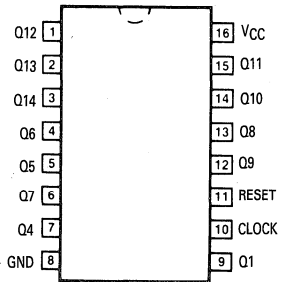 Q12 1 16 VCC
Q13 2 15 Q11
Q14 3 14 Q10
Q6 4 13 Q8
Q5 5 12 Q9
Q7 6 11 RESET
Q4 7 10 CLOCK
GND 8 9 Q1